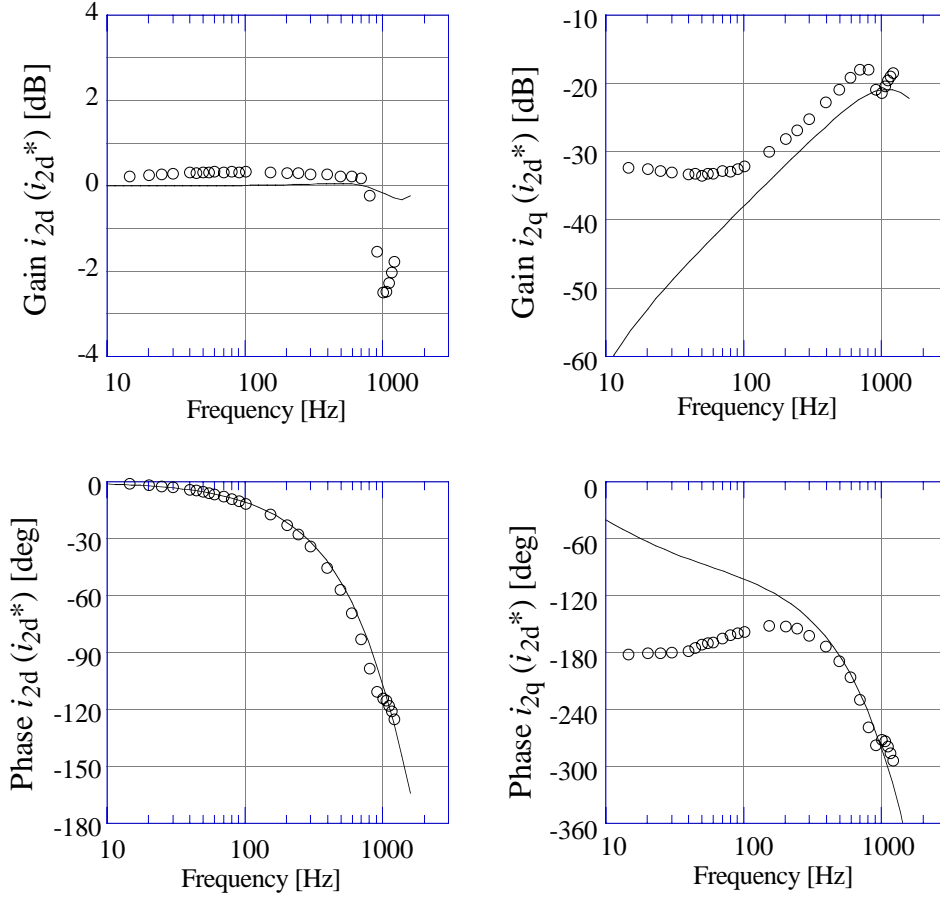 Gain i2d (i2d*) [dB]
4
2
0
-2
-4
10 100 1000
Frequency [Hz]
Gain i2q (i2d*) [dB]
-10
-20
-30
-40
-50
-60
10 100 1000
Frequency [Hz]
Phase i2d (i2d*) [deg]
0
-30
-60
-90
-120
-150
-180
10 100 1000
Frequency [Hz]
Phase i2q (i2d*) [deg]
0
-60
-120
-180
-240
-300
-360
10 100 1000
Frequency [Hz]